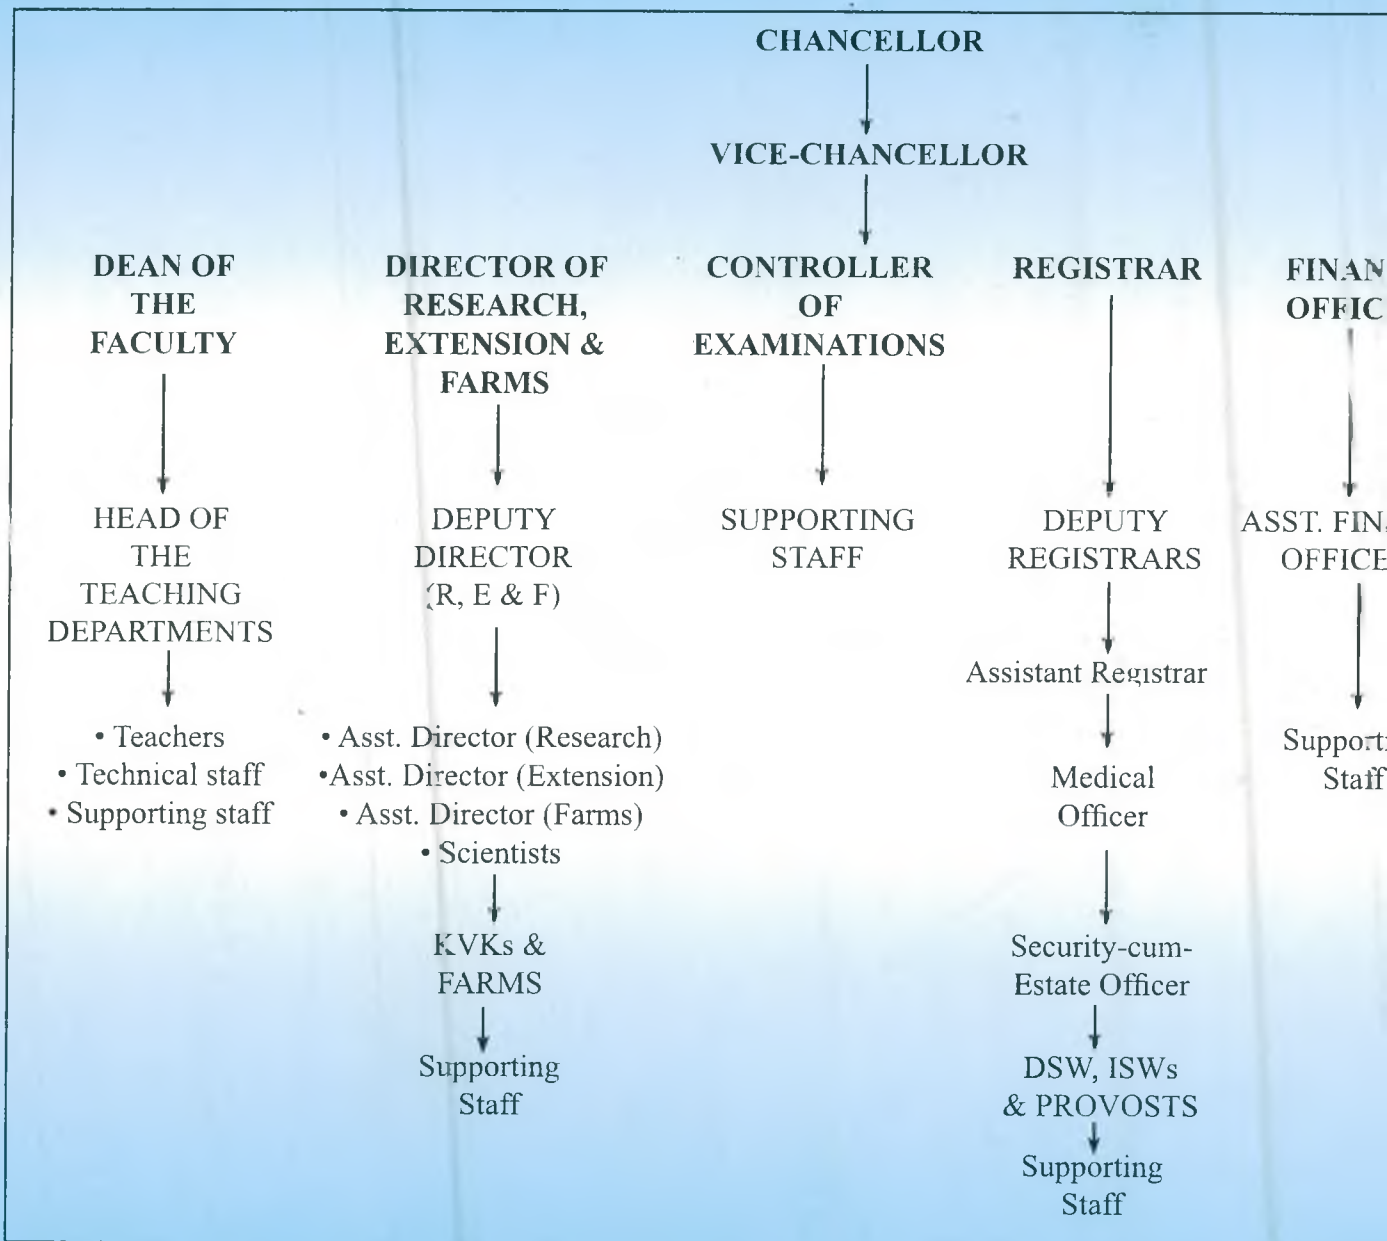 CHANCELLOR
VICE-CHANCELLOR
DEAN OF
THE
FACULTY
HEAD OF
THE
TEACHING
DEPARTMENTS
• Teachers
• Technical staff
• Supporting staff
DIRECTOR OF
RESEARCH,
EXTENSION &
FARMS
DEPUTY
DIRECTOR
(R, E & F)
• Asst. Director (Research)
•Asst. Director (Extension)
• Asst. Director (Farms)
• Scientists
KVKs &
FARMS
Supporting
Staff
CONTROLLER
OF
EXAMINATIONS
SUPPORTING
STAFF
REGISTRAR
DEPUTY
REGISTRARS
Assistant Registrar
Medical
Officer
Security-cum-
Estate Officer
DSW, ISWs
& PROVOSTS
Supporting
Staff
ASST.
Staff